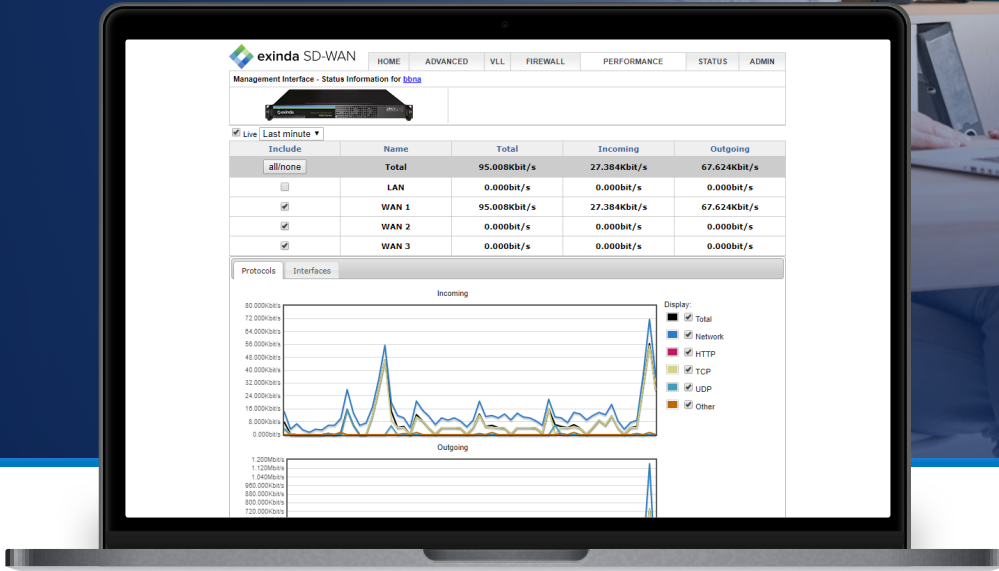 exinda SD-WAN
HOME ADVANCED VLL FIREWALL PERFORMANCE STATUS ADMIN
Management Interface - Status Information for bbna
exinda
Live Last minute
Include Name Total Incoming Outgoing
all/none Total 95.008Kbit/s 27.384Kbit/s 67.624Kbit/s
LAN 0.000bit/s 0.000bit/s 0.000bit/s
WAN 1 95.008Kbit/s 27.384Kbit/s 67.624Kbit/s
WAN 2 0.000bit/s 0.000bit/s 0.000bit/s
WAN 3 0.000bit/s 0.000bit/s 0.000bit/s
Protocols Interfaces
Incoming
80.000Kbit/s
72.000Kbit/s
64.000Kbit/s
56.000Kbit/s
48.000Kbit/s
40.000Kbit/s
32.000Kbit/s
24.000Kbit/s
16.000Kbit/s
8.000Kbit/s
0.000bit/s
Display:
Total
Network
HTTP
TCP
UDP
Other
Outgoing
1.200Mbit/s
1.120Mbit/s
1.040Mbit/s
960.000Kbit/s
880.000Kbit/s
800.000Kbit/s
720.000Kbit/s